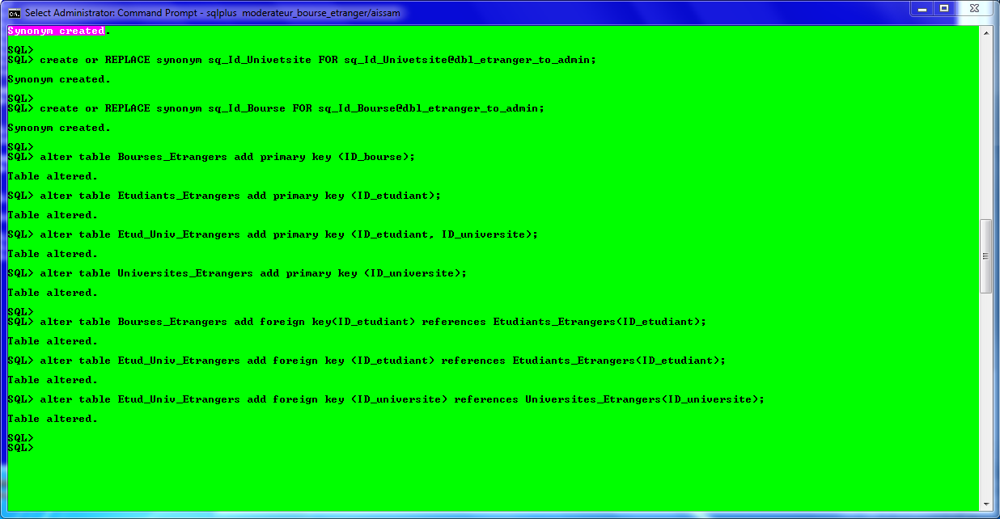 Select Administrator: Command Prompt - sqlplus  moderateur_bourse_etranger/aissam
Synonym created.
SQL>
SQL> create or REPLACE synonym sq_Id_Univetsite FOR sq_Id_Univetsite@dbl_etranger_to_admin;
Synonym created.
SQL>
SQL> create or REPLACE synonym sq_Id_Bourse FOR sq_Id_Bourse@dbl_etranger_to_admin;
Synonym created.
SQL>
SQL> alter table Bourses_Etrangers add primary key (ID_bourse);
Table altered.
SQL> alter table Etudiants_Etrangers add primary key (ID_etudiant);
Table altered.
SQL> alter table Etud_Univ_Etrangers add primary key (ID_etudiant, ID_universite);
Table altered.
SQL> alter table Universites_Etrangers add primary key (ID_universite);
Table altered.
SQL>
SQL> alter table Bourses_Etrangers add foreign key(ID_etudiant) references Etudiants_Etrangers(ID_etudiant);
Table altered.
SQL> alter table Etud_Univ_Etrangers add foreign key (ID_etudiant) references Etudiants_Etrangers(ID_etudiant);
Table altered.
SQL> alter table Etud_Univ_Etrangers add foreign key (ID_universite) references Universites_Etrangers(ID_universite);
Table altered.
SQL>
SQL>